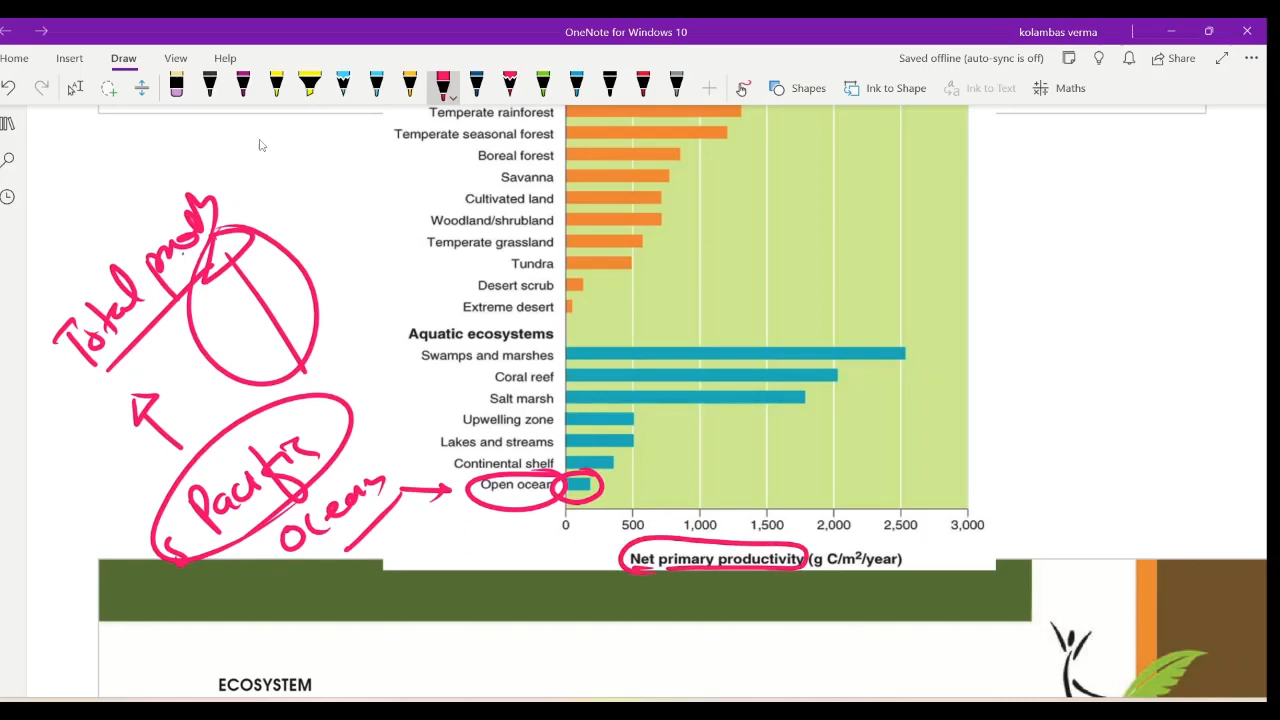 OneNote for Windows 10
kolambas verma
Home Insert Draw View Help
Saved offline (auto-sync is off) Share
Shapes Ink to Shape Ink to Text Maths
Temperate rainforest
Temperate seasonal forest
Boreal forest
Savanna
Cultivated land
Woodland/shrubland
Temperate grassland
Tundra
Desert scrub
Extreme desert
Aquatic ecosystems
Swamps and marshes
Coral reef
Salt marsh
Upwelling zone
Lakes and streams
Continental shelf
Open ocean
0 500 1,000 1,500 2,000 2,500 3,000
Net primary productivity (g C/m²/year)
Total prody
Pacific
Ocean
ECOSYSTEM